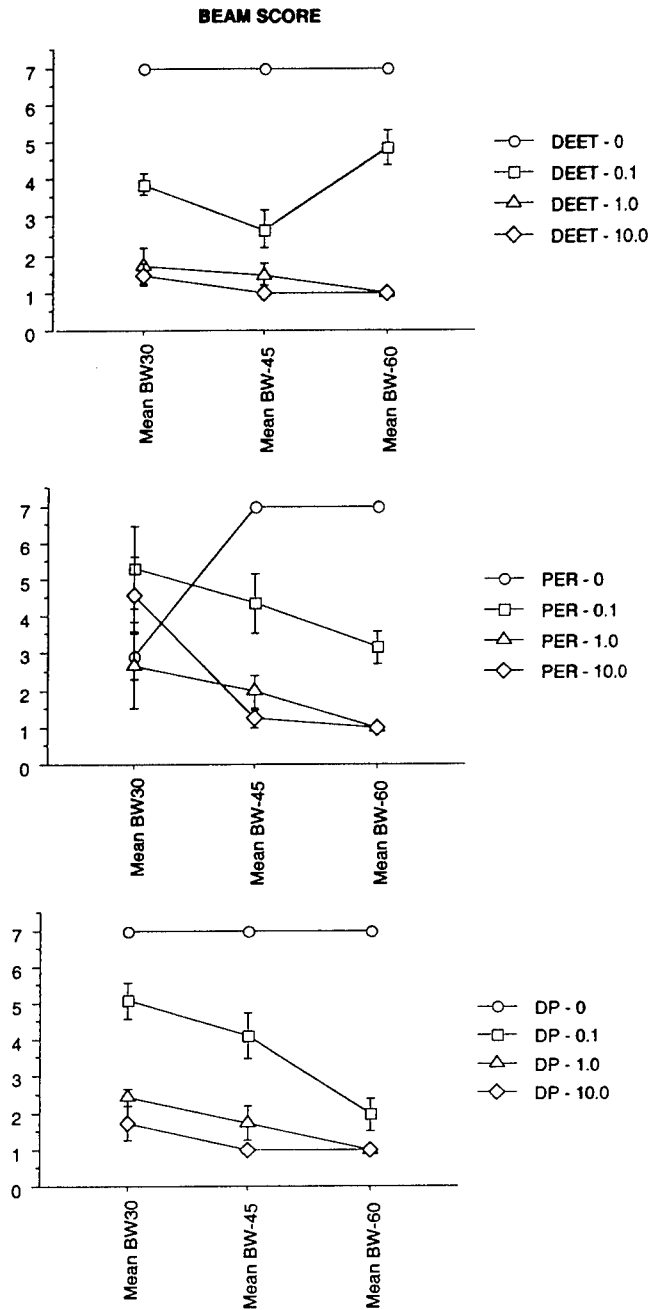 BEAM SCORE
7
6
5
4
3
2
1
0
Mean BW30
Mean BW-45
Mean BW-60
DEET - 0
DEET - 0.1
DEET - 1.0
DEET - 10.0
7
6
5
4
3
2
1
0
Mean BW30
Mean BW-45
Mean BW-60
PER - 0
PER - 0.1
PER - 1.0
PER - 10.0
7
6
5
4
3
2
1
0
Mean BW30
Mean BW-45
Mean BW-60
DP - 0
DP - 0.1
DP - 1.0
DP - 10.0